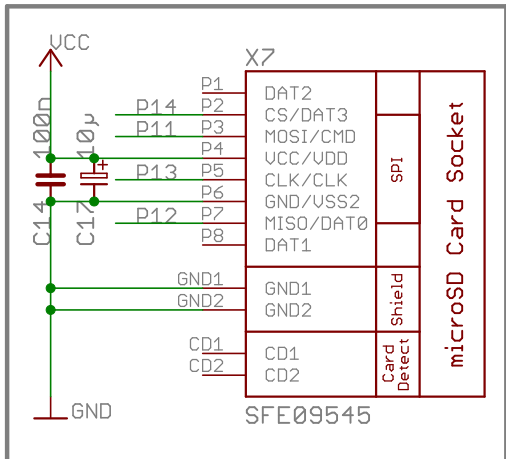 VCC
X7
100n
10µ
+
C14
C17
P14
P11
P13
P12
P1 DAT2
P2 CS/DAT3
P3 MOSI/CMD
P4 VCC/VDD
P5 CLK/CLK
P6 GND/VSS2
P7 MISO/DAT0
P8 DAT1
SPI
GND1 GND1
GND2 GND2
Shield
CD1 CD1
CD2 CD2
Card
Detect
microSD Card Socket
GND
SFE09545